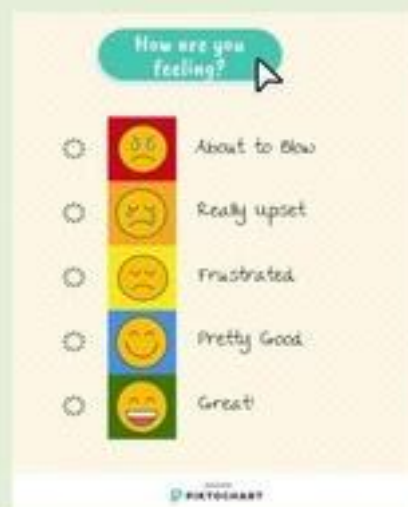 How are you
feeling?
About to Blow
Really upset
Frustrated
Pretty Good
Great!
PIKTOCHART